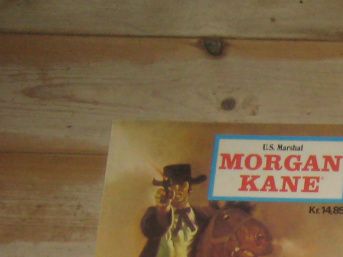 U.S. Marshal
MORGAN
KANE
Kr. 14,85